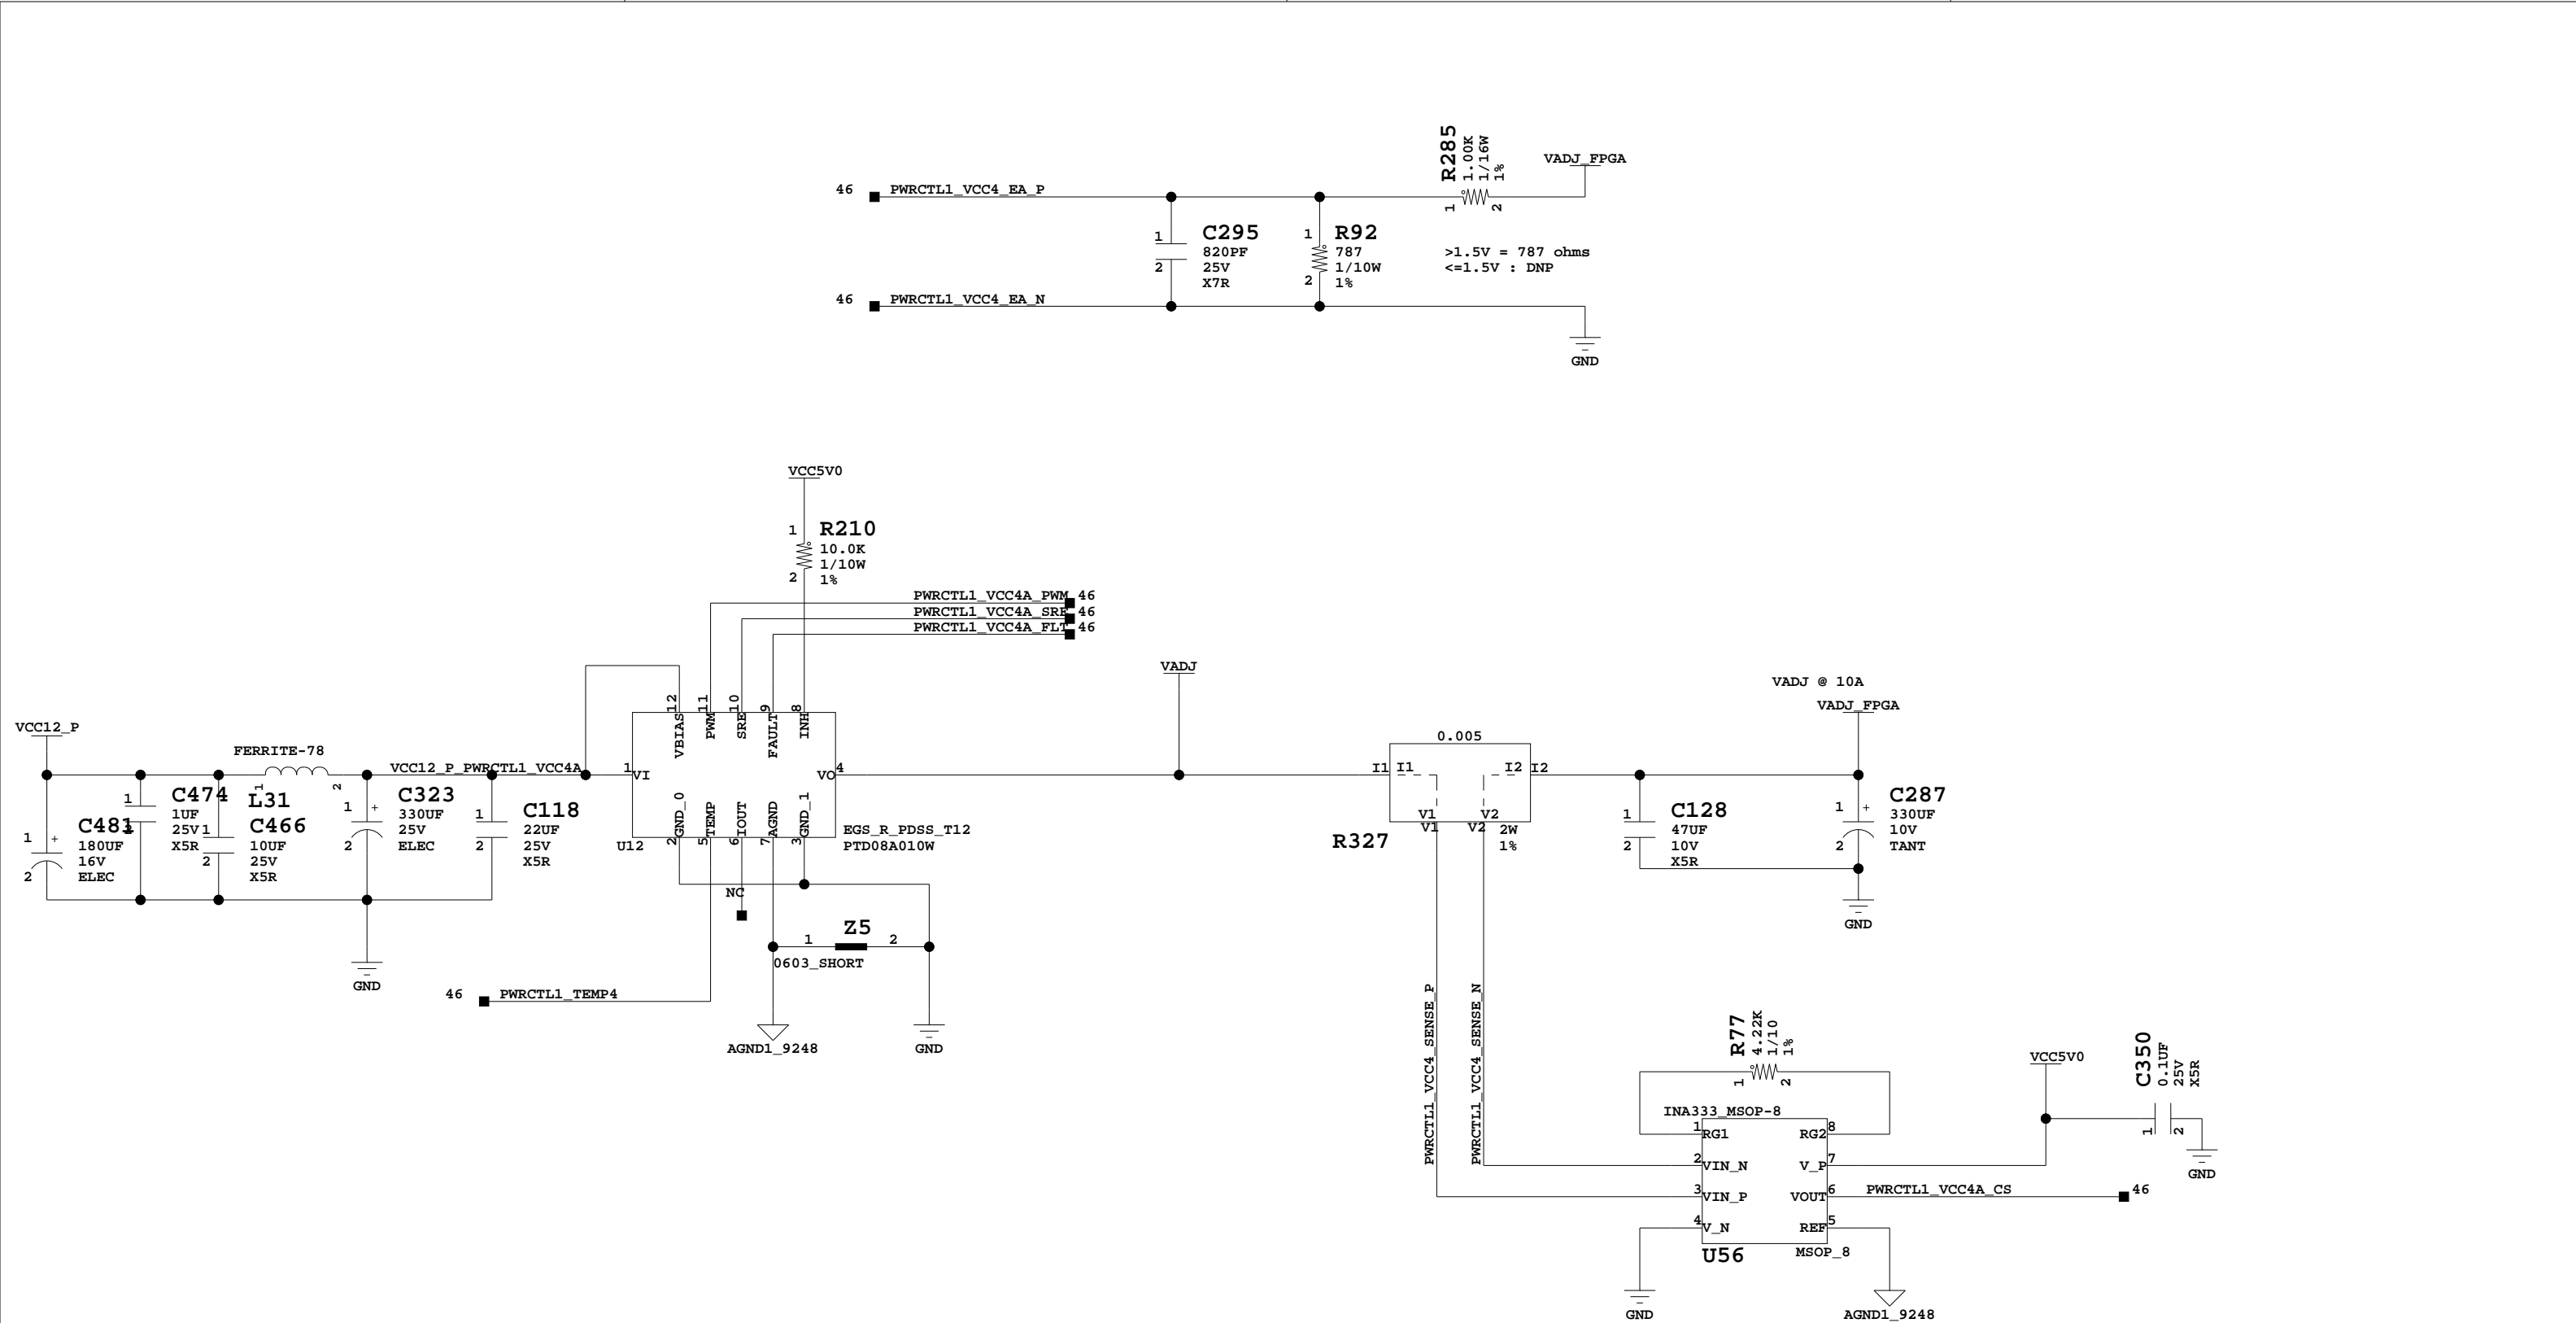 R285
1.00K
1/16W
1%
1
2
VADJ_FPGA
46
PWRCTL1_VCC4_EA_P
1
2
C295
820PF
25V
X7R
1
2
R92
787
1/10W
1%
>1.5V = 787 ohms
<=1.5V : DNP
46
PWRCTL1_VCC4_EA_N
GND
VCC5V0
1
2
R210
10.0K
1/10W
1%
PWRCTL1_VCC4A_PWM
46
PWRCTL1_VCC4A_SRE
46
PWRCTL1_VCC4A_FLT
46
VCC12_P
1
2
C481
180UF
16V
ELEC
1
2
C474
1UF
25V
X5R
1
2
C466
10UF
25V
X5R
FERRITE-78
1
2
L31
1
2
C323
330UF
25V
ELEC
VCC12_P_PWRCTL1_VCC4A
1
2
C118
22UF
25V
X5R
GND
12
VBIAS
11
PWM
10
SRE
9
FAULT
8
INH
1
VI
VO
4
GND_0
2
TEMP
5
IOUT
6
AGND
7
GND_1
3
U12
EGS_R_PDSS_T12
PTD08A010W
NC
Z5
1
2
0603_SHORT
46
PWRCTL1_TEMP4
AGND1_9248
GND
VADJ
0.005
I1
I1
I2
I2
V1
V1
V2
V2
R327
2W
1%
VADJ @ 10A
VADJ_FPGA
1
2
C128
47UF
10V
X5R
1
2
C287
330UF
10V
TANT
GND
PWRCTL1_VCC4_SENSE_P
PWRCTL1_VCC4_SENSE_N
R77
4.22K
1/10
1%
1
2
INA333_MSOP-8
1
RG1
RG2
8
2
VIN_N
V_P
7
3
VIN_P
VOUT
6
4
V_N
REF
5
U56
MSOP_8
VCC5V0
C350
0.1UF
25V
X5R
1
2
GND
PWRCTL1_VCC4A_CS
46
GND
AGND1_9248